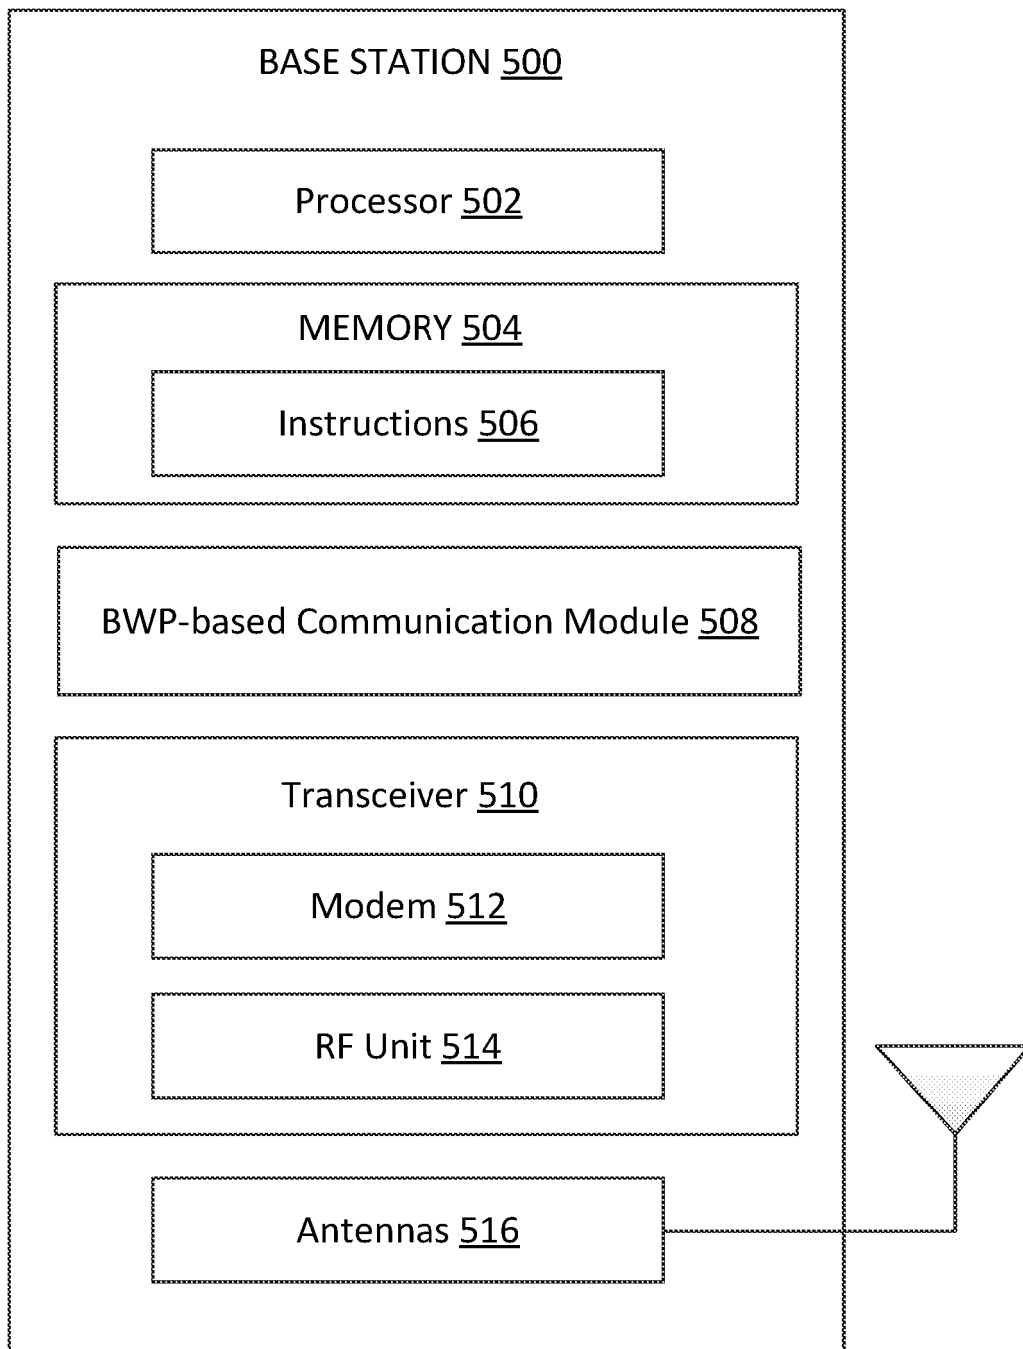 BASE STATION 500
Processor 502
MEMORY 504
Instructions 506
BWP-based Communication Module 508
Transceiver 510
Modem 512
RF Unit 514
Antennas 516